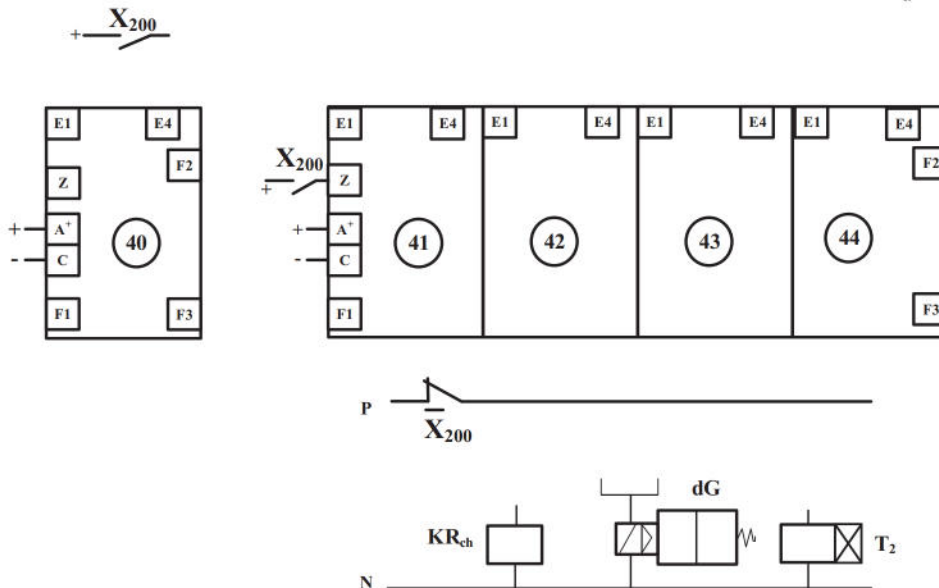 X200
+
E1 E4 E1 E4 E1 E4 E1 E4 E1 E4
F2 F2
X200
Z + Z
+ A+ 40 + A+ 41 42 43 44
- C - C
F1 F3 F1 F3
P
X̅200
dG
KRch T2
N